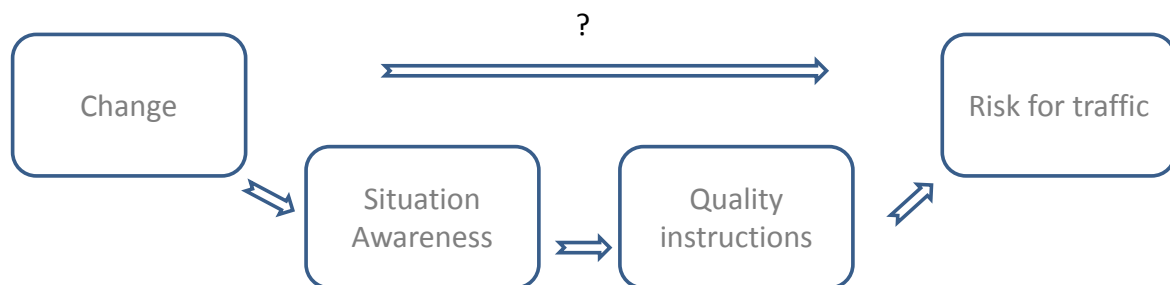 ?
Change
Risk for traffic
Situation
Awareness
Quality
instructions